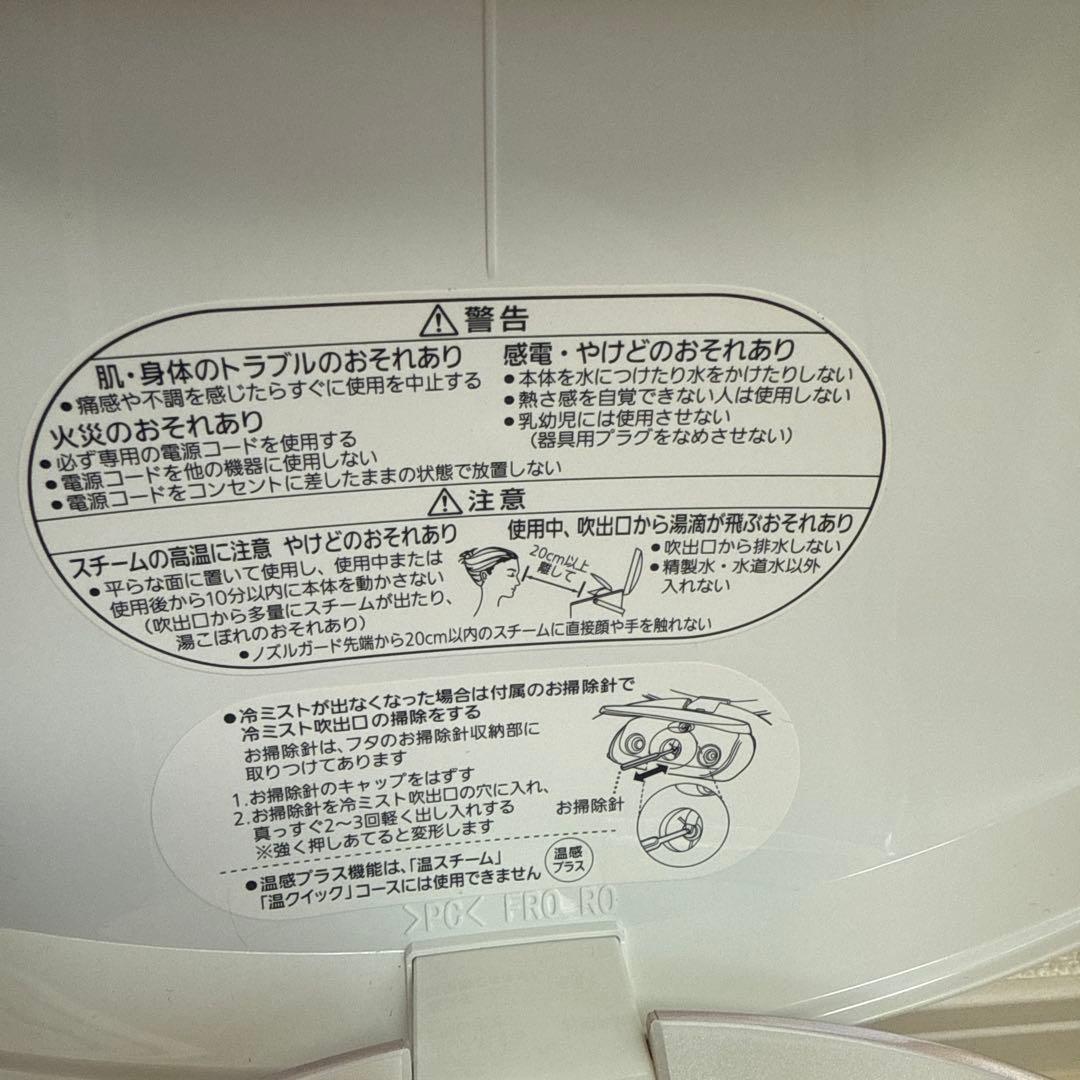 ⚠警告
肌・身体のトラブルのおそれあり
●痛感や不調を感じたらすぐに使用を中止する
火災のおそれあり
●必ず専用の電源コードを使用する
●電源コードを他の機器に使用しない
●電源コードをコンセントに差したままの状態で放置しない
感電・やけどのおそれあり
●本体を水につけたり水をかけたりしない
●熱さ感を自覚できない人は使用しない
●乳幼児には使用させない
(器具用プラグをなめさせない)
⚠注意
スチームの高温に注意 やけどのおそれあり
●平らな面に置いて使用し、使用中または
使用後から10分以内に本体を動かさない
(吹出口から多量にスチームが出たり、
湯こぼれのおそれあり)
●ノズルガード先端から20cm以内のスチームに直接顔や手を触れない
20cm以上
離して
使用中、吹出口から湯滴が飛ぶおそれあり
●吹出口から排水しない
●精製水・水道水以外
入れない
●冷ミストが出なくなった場合は付属のお掃除針で
冷ミスト吹出口の掃除をする
お掃除針は、フタのお掃除針収納部に
取りつけてあります
1.お掃除針のキャップをはずす
2.お掃除針を冷ミスト吹出口の穴に入れ、
真っすぐ2〜3回軽く出し入れする
※強く押しあてると変形します
お掃除針
●温感プラス機能は、「温スチーム」
「温クイック」コースには使用できません
温感
プラス
>PC< FRO RO